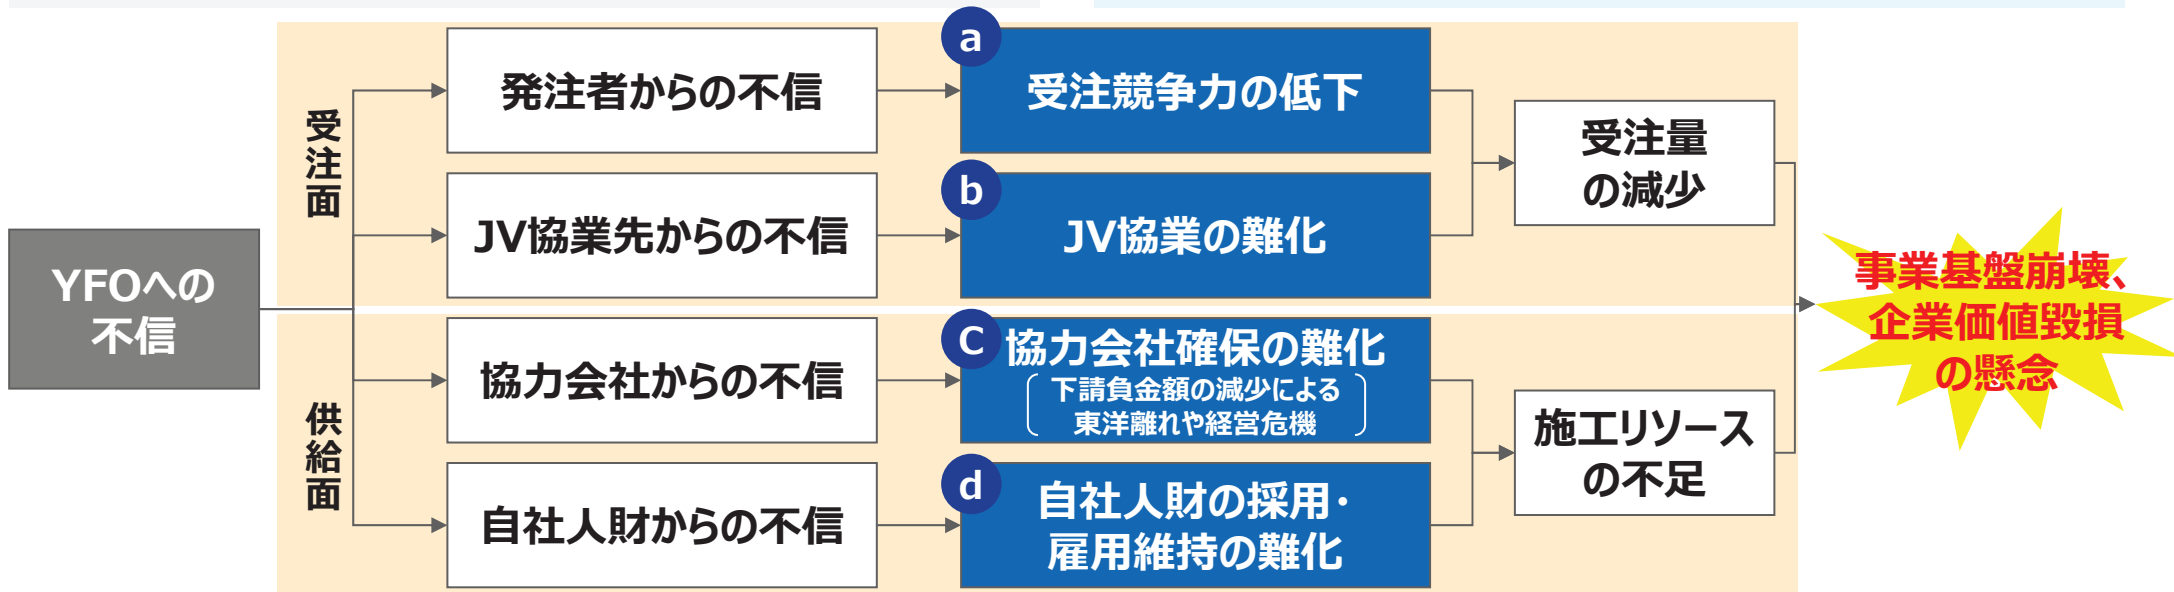 YFOへの
不信
受注面
発注者からの不信
a
受注競争力の低下
JV協業先からの不信
b
JV協業の難化
受注量
の減少
供給面
協力会社からの不信
C
協力会社確保の難化
下請負金額の減少による
東洋離れや経営危機
自社人財からの不信
d
自社人財の採用・
雇用維持の難化
施工リソース
の不足
事業基盤崩壊、
企業価値毀損
の懸念